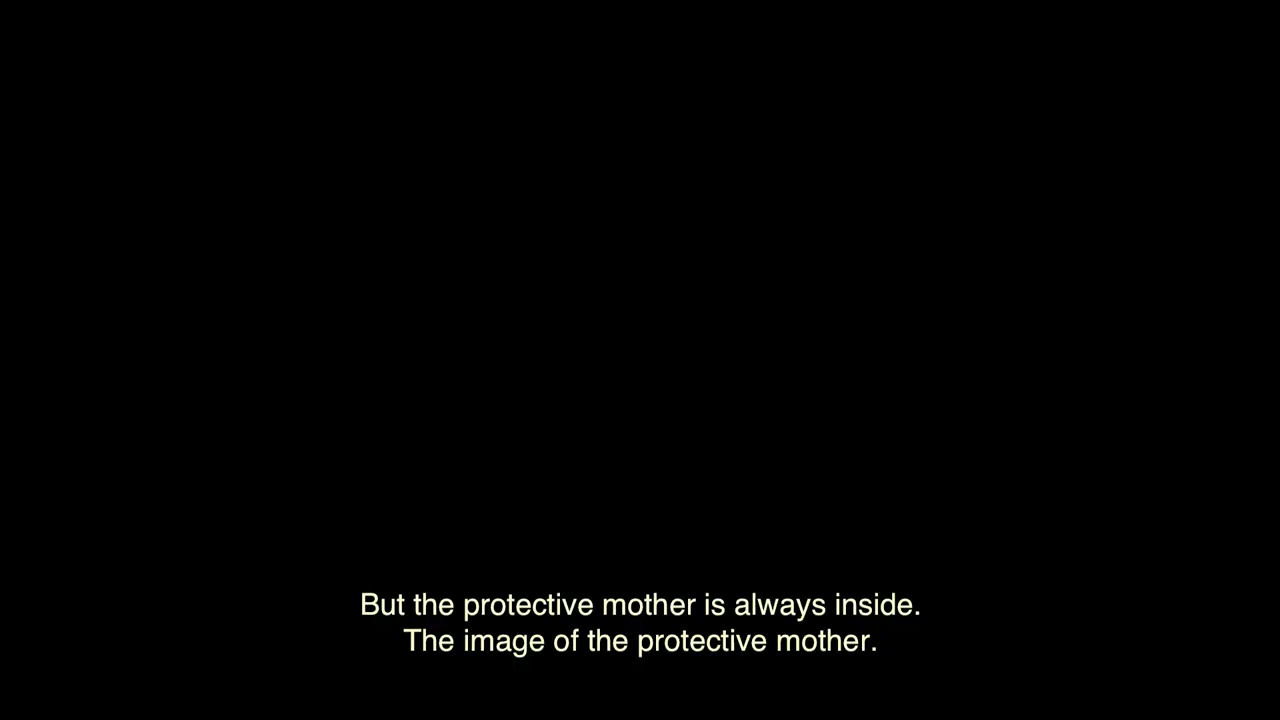 But the protective mother is always inside.
The image of the protective mother.